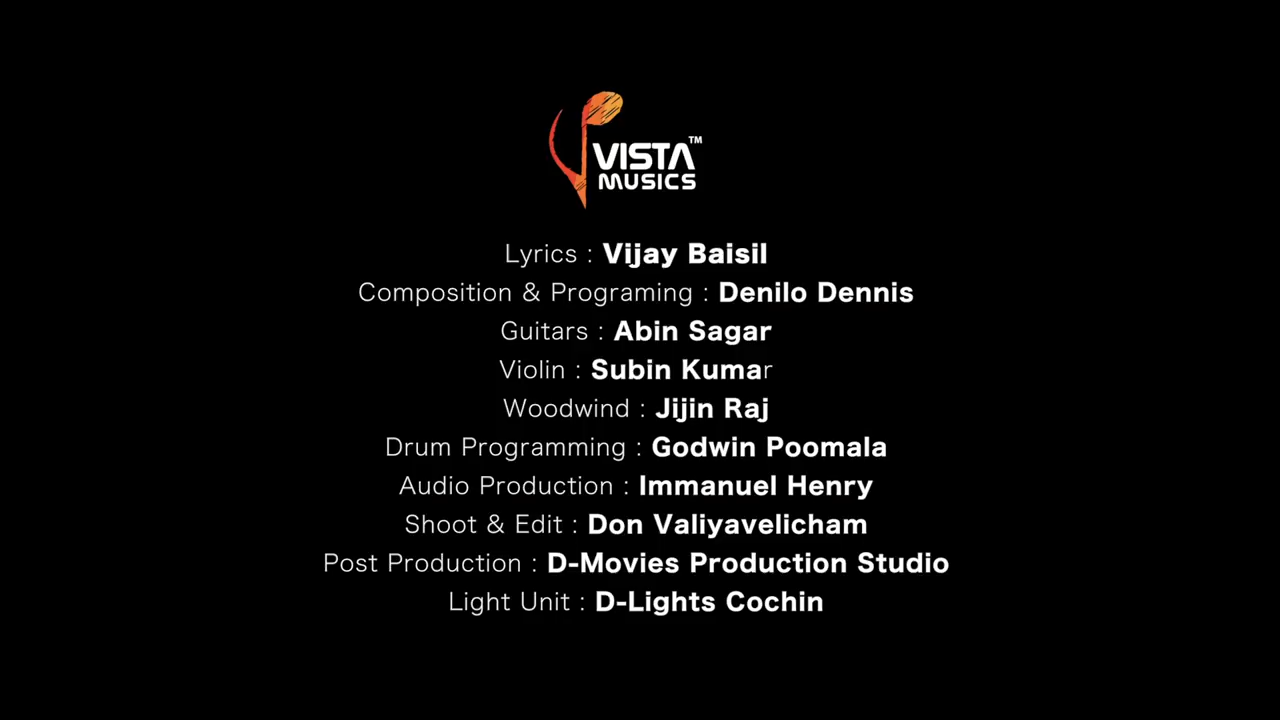 VISTA™
MUSICS
Lyrics : Vijay Baisil
Composition & Programing : Denilo Dennis
Guitars : Abin Sagar
Violin : Subin Kumar
Woodwind : Jijin Raj
Drum Programming : Godwin Poomala
Audio Production : Immanuel Henry
Shoot & Edit : Don Valiyavelicham
Post Production : D-Movies Production Studio
Light Unit : D-Lights Cochin